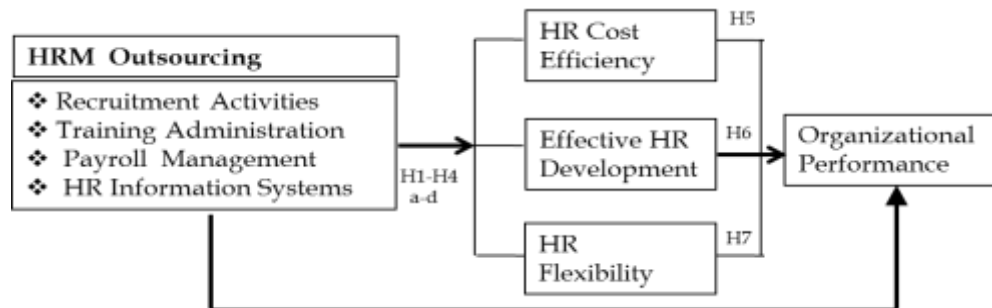 HRM Outsourcing
❖ Recruitment Activities
❖ Training Administration
❖ Payroll Management
❖ HR Information Systems
H1-H4
a-d
HR Cost
Efficiency
Effective HR
Development
HR
Flexibility
H5
H6
H7
Organizational
Performance